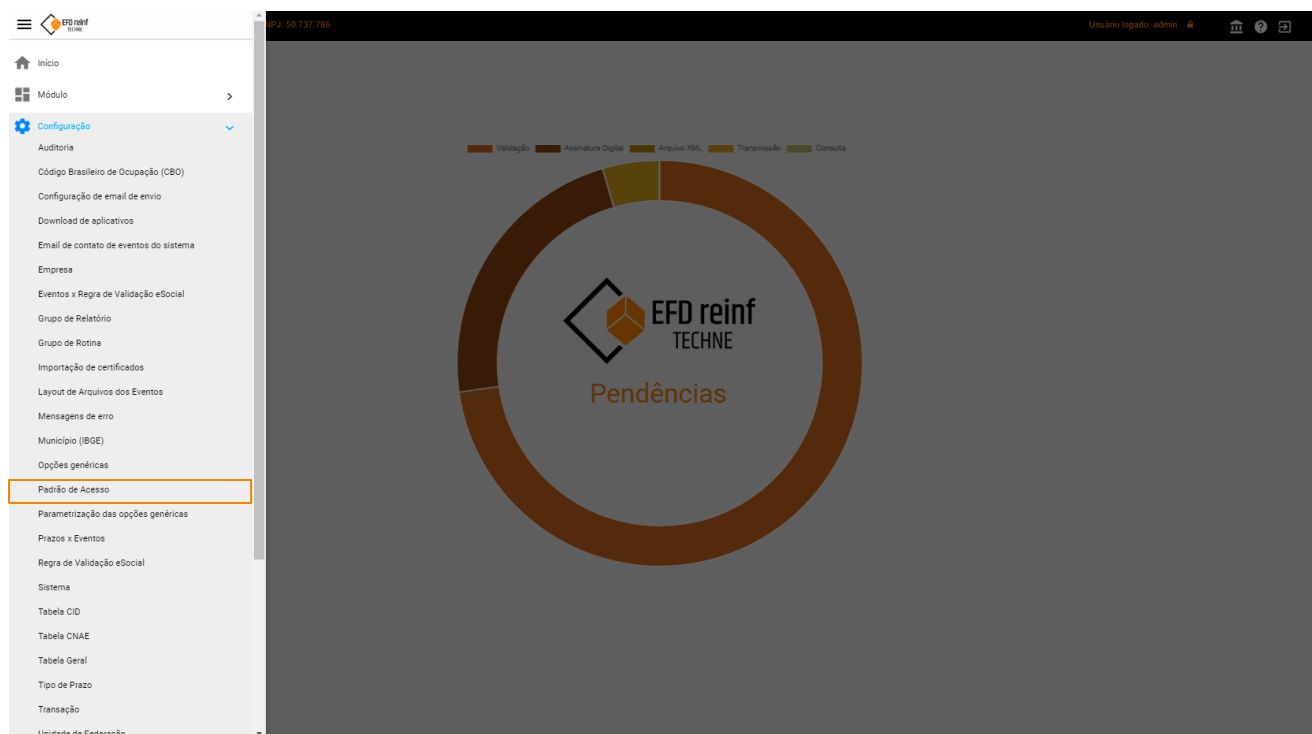 EFD reinf
TECHNE
NPJ: 50.737.766
Usuário logado: admin
Início
Módulo
Configuração
Auditoria
Código Brasileiro de Ocupação (CBO)
Configuração de email de envio
Download de aplicativos
Email de contato de eventos do sistema
Empresa
Eventos x Regra de Validação eSocial
Grupo de Relatório
Grupo de Rotina
Importação de certificados
Layout de Arquivos dos Eventos
Mensagens de erro
Município (IBGE)
Opções genéricas
Padrão de Acesso
Parametrização das opções genéricas
Prazos x Eventos
Regra de Validação eSocial
Sistema
Tabela CID
Tabela CNAE
Tabela Geral
Tipo de Prazo
Transação
Unidade de Federação
Validação Assinatura Digital Arquivo XML Transmissão Consulta
EFD reinf
TECHNE
Pendências